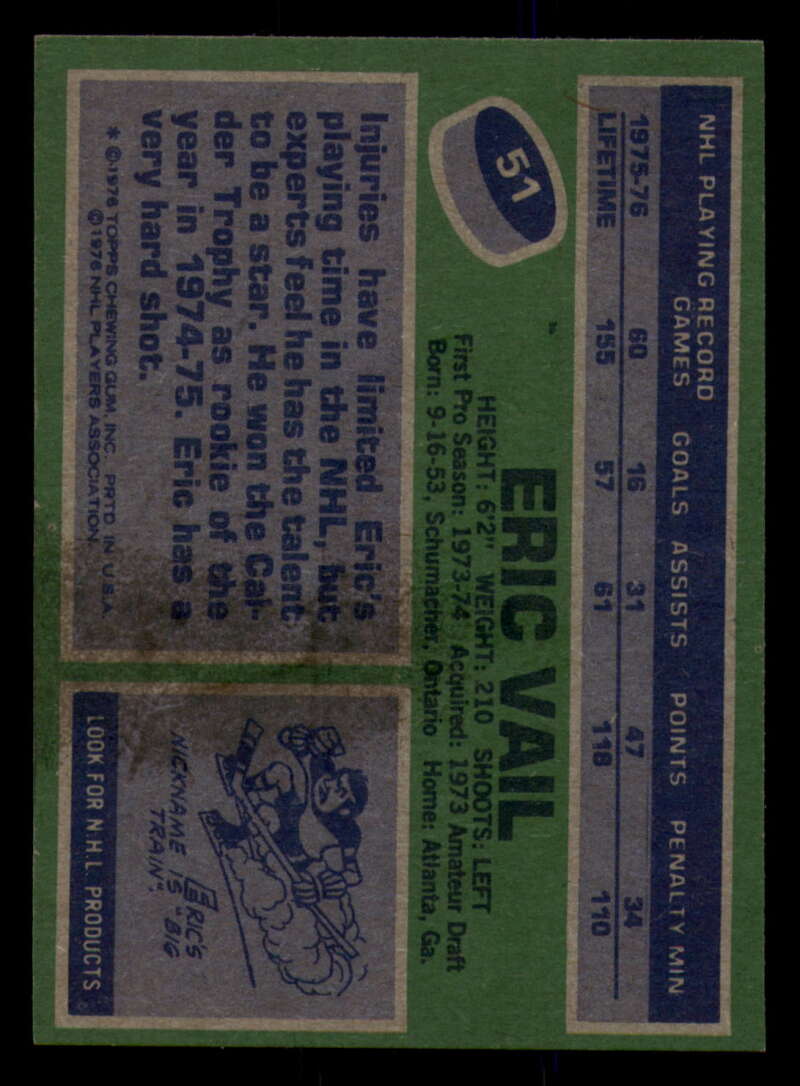 NHL PLAYING RECORD
GAMES GOALS ASSISTS POINTS PENALTY MIN
1975-76 60 16 31 47 34
LIFETIME 155 57 61 118 110
51
ERIC VAIL
HEIGHT: 6'2" WEIGHT: 210 SHOOTS: LEFT
First Pro Season: 1973-74 Acquired: 1973 Amateur Draft
Born: 9-16-53, Schumacher, Ontario Home: Atlanta, Ga.
Injuries have limited Eric's
playing time in the NHL, but
experts feel he has the talent
to be a star. He won the Cal-
der Trophy as rookie of the
year in 1974-75. Eric has a
very hard shot.
* © 1976 TOPPS CHEWING GUM, INC. PRTD. IN U.S.A.
© 1976 NHL PLAYERS ASSOCIATION.
ERIC'S
NICKNAME IS "BIG
TRAIN".
LOOK FOR N.H.L. PRODUCTS